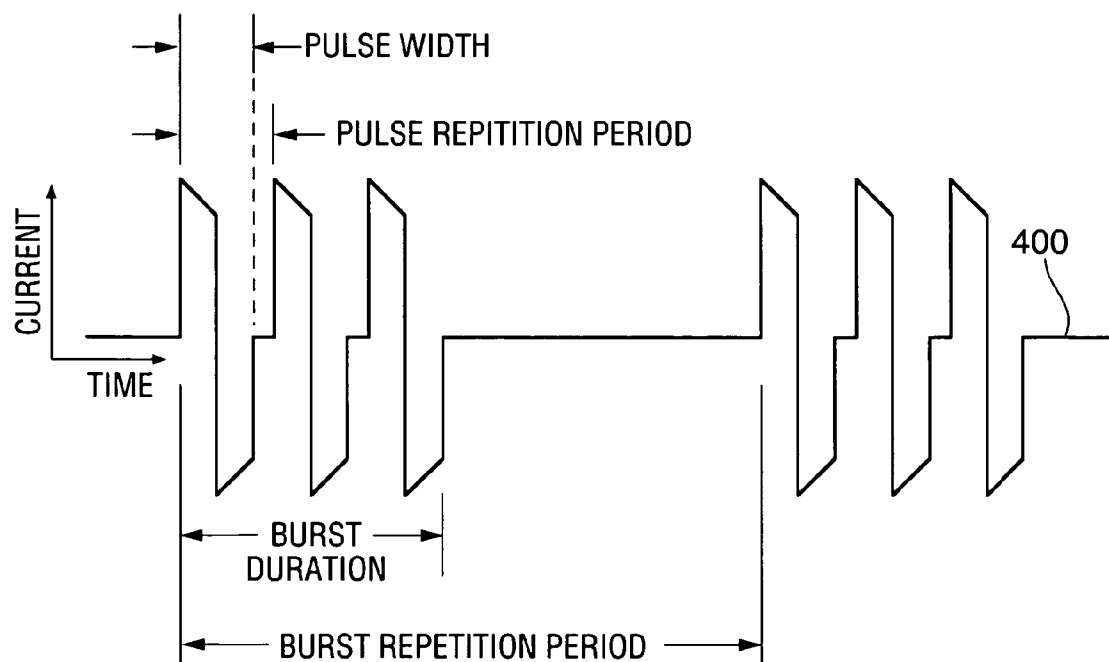 PULSE WIDTH
PULSE REPITITION PERIOD
CURRENT
400
TIME
BURST
DURATION
BURST REPETITION PERIOD